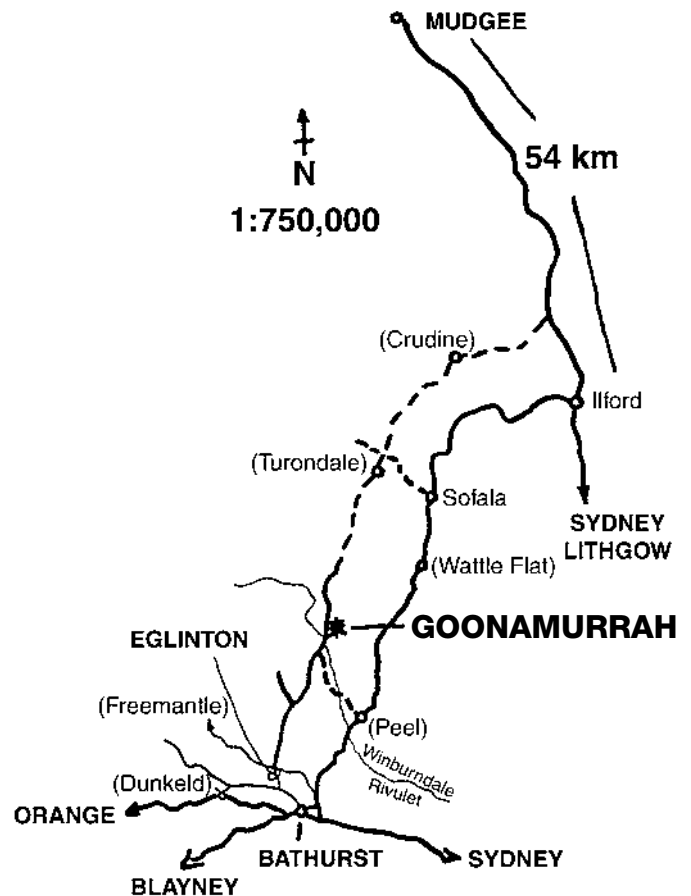 MUDGEE
54 km
N
1:750,000
(Crudine)
Ilford
(Turondale)
Sofala
SYDNEY
LITHGOW
(Wattle Flat)
GOONAMURRAH
EGLINTON
(Freemantle)
(Peel)
Winburndale
Rivulet
(Dunkeld)
ORANGE
BATHURST
SYDNEY
BLAYNEY